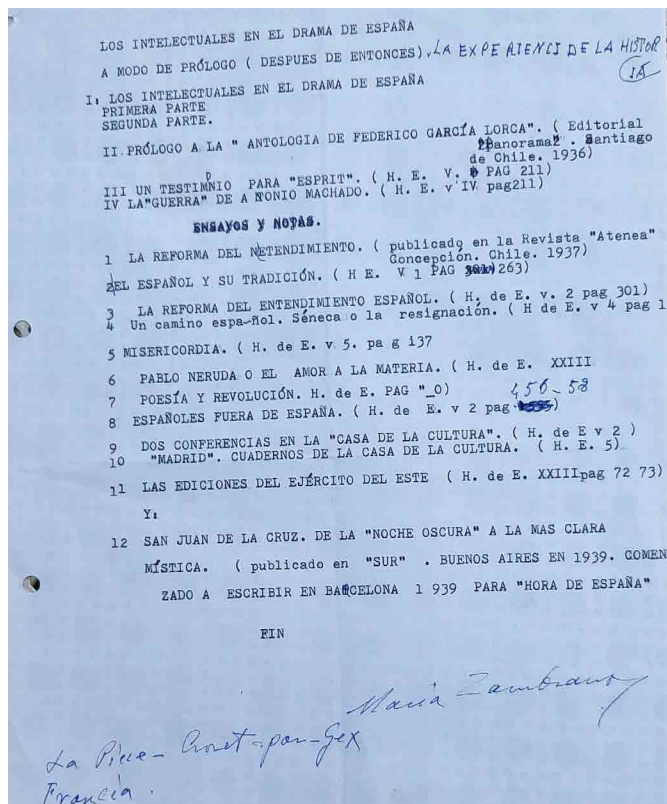 LOS INTELECTUALES EN EL DRAMA DE ESPAÑA
A MODO DE PRÓLOGO ( DESPUES DE ENTONCES). LA EXPERIENCI DE LA HISTOR
I. LOS INTELECTUALES EN EL DRAMA DE ESPAÑA
PRIMERA PARTE
SEGUNDA PARTE.
II.PRÓLOGO A LA " ANTOLOGIA DE FEDERICO GARCÍA LORCA". ( Editorial
Panorama" . Santiago
de Chile. 1936)
III UN TESTIMNIO PARA "ESPRIT". ( H. E. V. PAG 211)
IV LA"GUERRA" DE A TONIO MACHADO. ( H. E. v IV pag211)
ENSAYOS Y NOTAS.
1 LA REFORMA DEL NETENDIMIENTO. ( publicado en la Revista "Atenea"
Concepción. Chile. 1937)
2EL ESPAÑOL Y SU TRADICIÓN. ( H E. V 1 PAG 263)
3 LA REFORMA DEL ENTENDIMIENTO ESPAÑOL. ( H. de E. v. 2 pag 301)
4 Un camino espa-ñol. Séneca o la resignación. ( H de E. v 4 pag 1
5 MISERICORDIA. ( H. de E. v 5. pa g 137
6 PABLO NERUDA O EL AMOR A LA MATERIA. ( H. de E. XXIII
7 POESÍA Y REVOLUCIÓN. H. de E. PAG "_0)
456-58
8 ESPAÑOLES FUERA DE ESPAÑA. ( H. de E. v 2 pag )
9 DOS CONFERENCIAS EN LA "CASA DE LA CULTURA". ( H. de E v 2 )
10 "MADRID". CUADERNOS DE LA CASA DE LA CULTURA. ( H. E. 5)
11 LAS EDICIONES DEL EJÉRCITO DEL ESTE ( H. de E. XXIIIpag 72 73)
Y:
12 SAN JUAN DE LA CRUZ. DE LA "NOCHE OSCURA" A LA MAS CLARA
MÍSTICA. ( publicado en "SUR" . BUENOS AIRES EN 1939. COMEN
ZADO A ESCRIBIR EN BARCELONA 1 939 PARA "HORA DE ESPAÑA"
FIN
María Zambrano
La Pièce - Crozet-par-Gex
Francia.